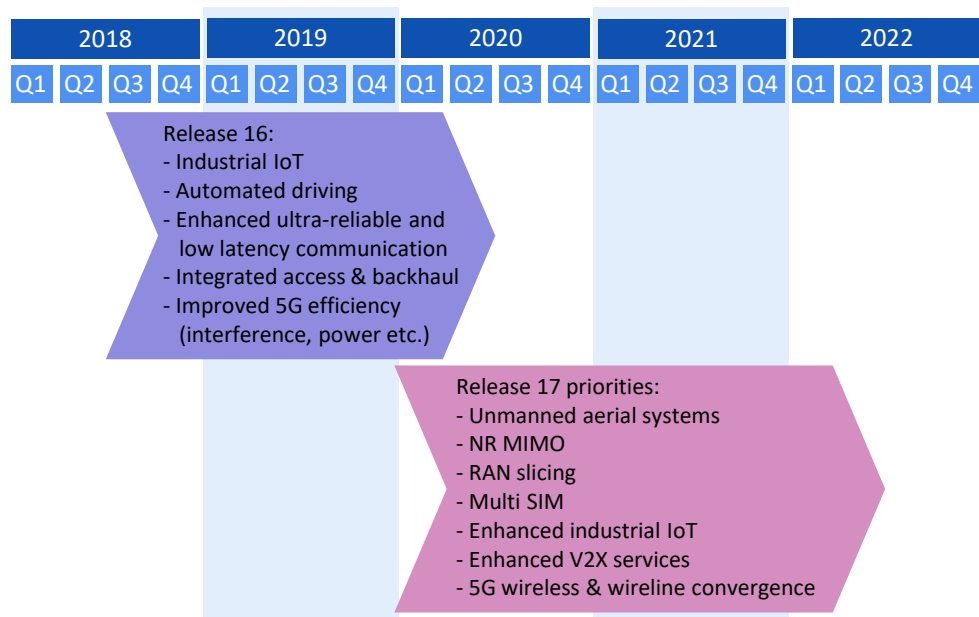 2018 2019 2020 2021 2022
Q1 Q2 Q3 Q4 Q1 Q2 Q3 Q4 Q1 Q2 Q3 Q4 Q1 Q2 Q3 Q4 Q1 Q2 Q3 Q4
Release 16:
- Industrial IoT
- Automated driving
- Enhanced ultra-reliable and
low latency communication
- Integrated access & backhaul
- Improved 5G efficiency
(interference, power etc.)
Release 17 priorities:
- Unmanned aerial systems
- NR MIMO
- RAN slicing
- Multi SIM
- Enhanced industrial IoT
- Enhanced V2X services
- 5G wireless & wireline convergence